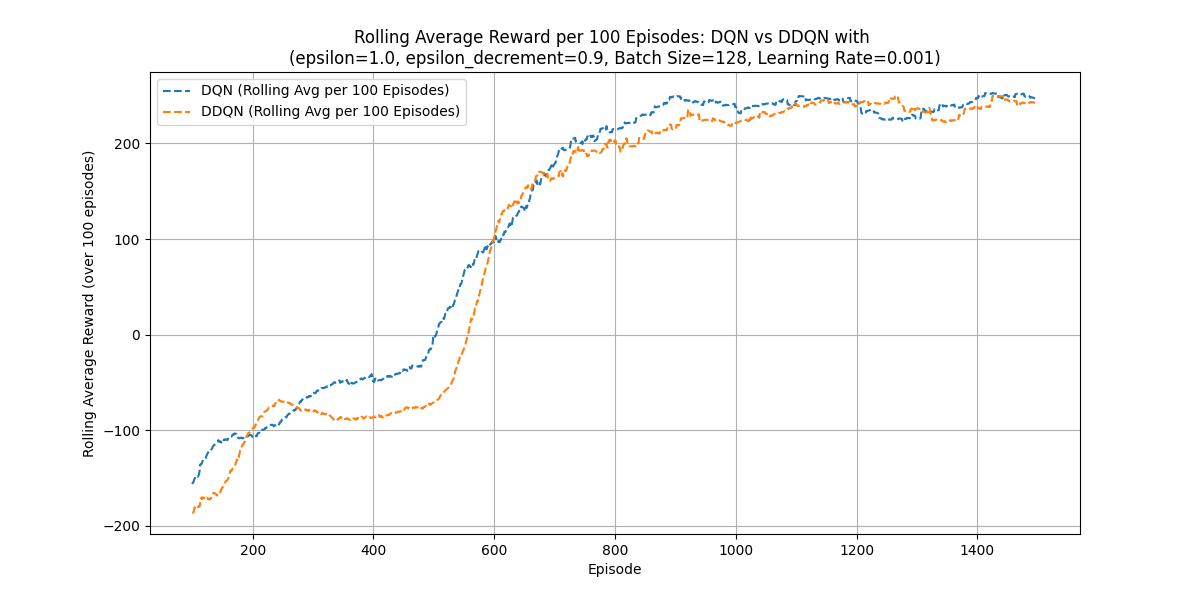 Rolling Average Reward per 100 Episodes: DQN vs DDQN with
(epsilon=1.0, epsilon_decrement=0.9, Batch Size=128, Learning Rate=0.001)
DQN (Rolling Avg per 100 Episodes)
DDQN (Rolling Avg per 100 Episodes)
Rolling Average Reward (over 100 episodes)
200
100
0
−100
−200
200 400 600 800 1000 1200 1400
Episode